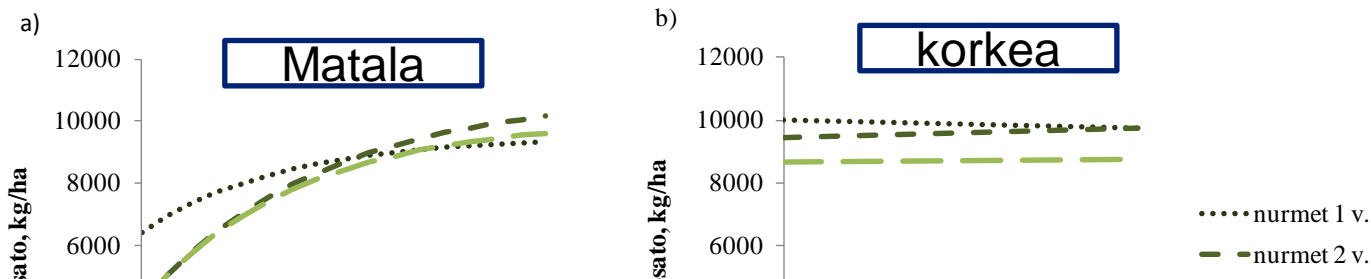 a)
Matala
12000
10000
8000
6000
sato, kg/ha
b)
korkea
12000
10000
8000
6000
sato, kg/ha
nurmet 1 v.
nurmet 2 v.